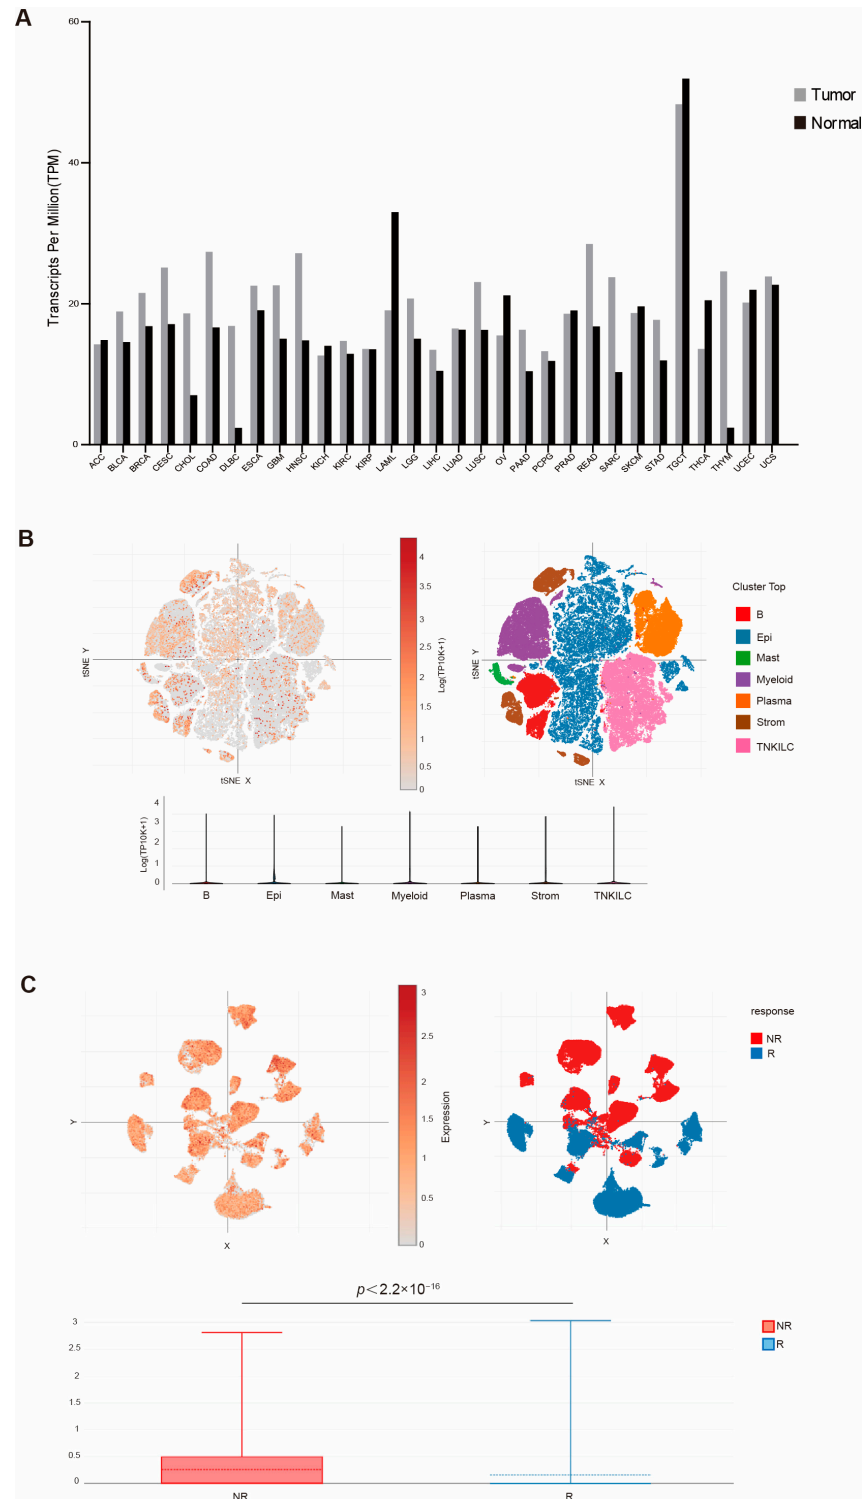 A
60
40
20
0
Transcripts Per Million(TPM)
Tumor
Normal
ACC BLCA BRCA CESC CHOL COAD DLBC ESCA GBM HNSC KICH KIRC KIRP LAML LGG LIHC LUAD LUSC OV PAAD PCPG PRAD READ SARC SKCM STAD TGCT THCA THYM UCEC UCS
B
tSNE Y
tSNE X
4
3.5
3
2.5
2
1.5
1
0.5
0
Log(TP10K+1)
tSNE Y
tSNE X
Cluster Top
B
Epi
Mast
Myeloid
Plasma
Strom
TNKILC
Log(TP10K+1)
4
3
2
1
0
B Epi Mast Myeloid Plasma Strom TNKILC
C
Y
X
3
2.5
2
1.5
1
0.5
0
Expression
Y
X
response
NR
R
p<2.2×10⁻¹⁶
3
2.5
2
1.5
1
0.5
0
NR R
NR
R